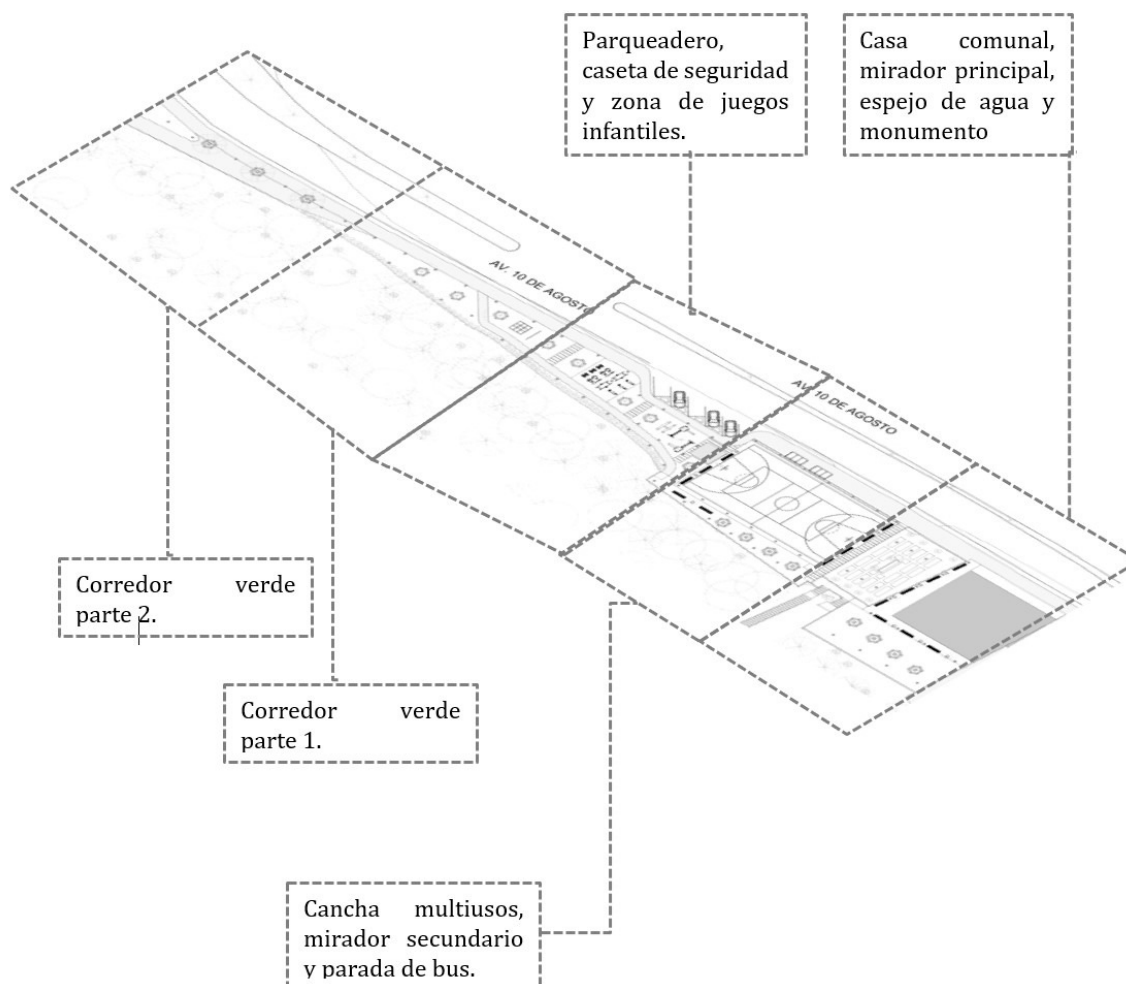 Parqueadero,
caseta de seguridad
y zona de juegos
infantiles.
Casa comunal,
mirador principal,
espejo de agua y
monumento
AV. 10 DE AGOSTO
AV. 10 DE AGOSTO
Corredor verde
parte 2.
Corredor verde
parte 1.
Cancha multiusos,
mirador secundario
y parada de bus.